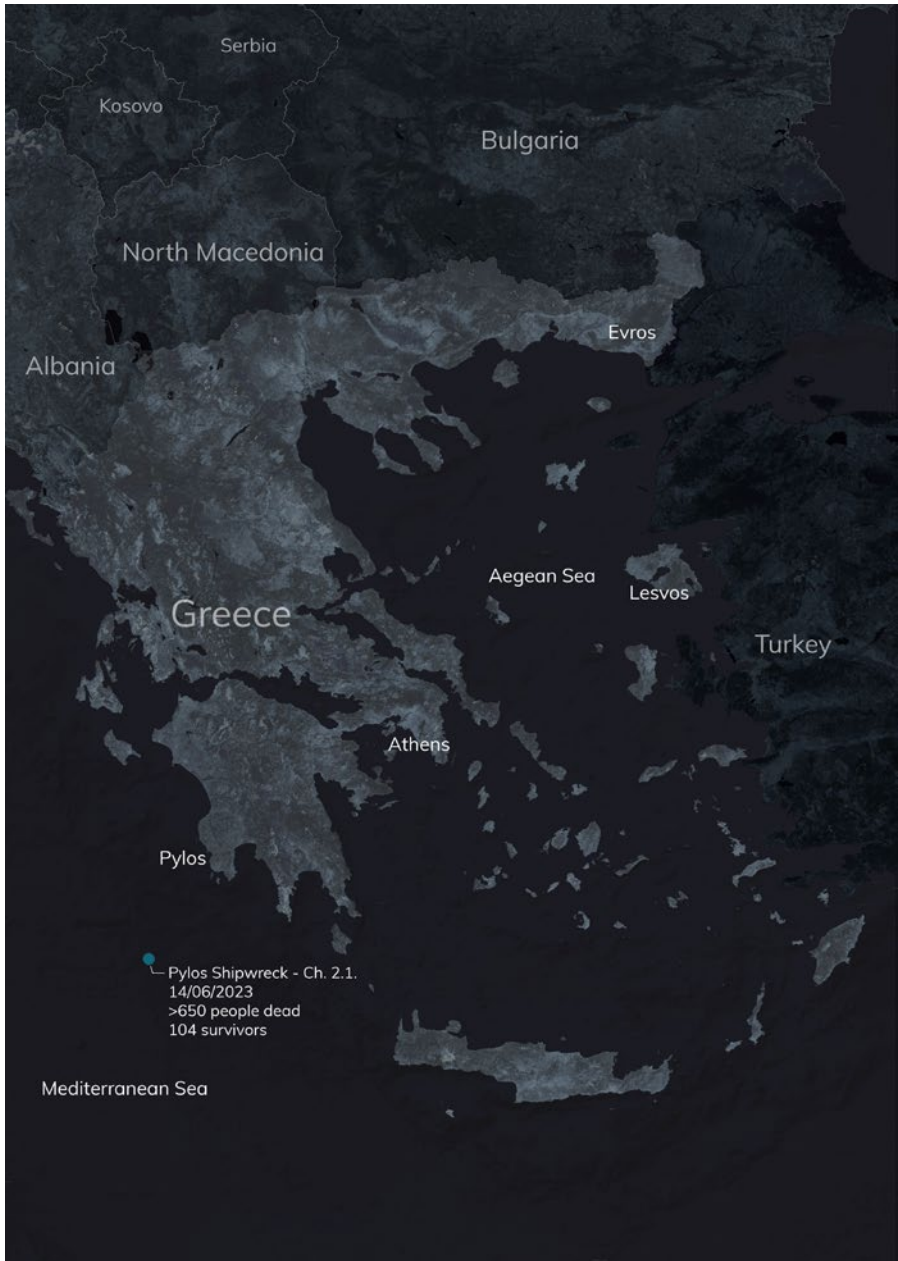 Serbia
Kosovo
Bulgaria
North Macedonia
Evros
Albania
Aegean Sea
Lesvos
Greece
Turkey
Athens
Pylos
Pylos Shipwreck - Ch. 2.1.
14/06/2023
>650 people dead
104 survivors
Mediterranean Sea